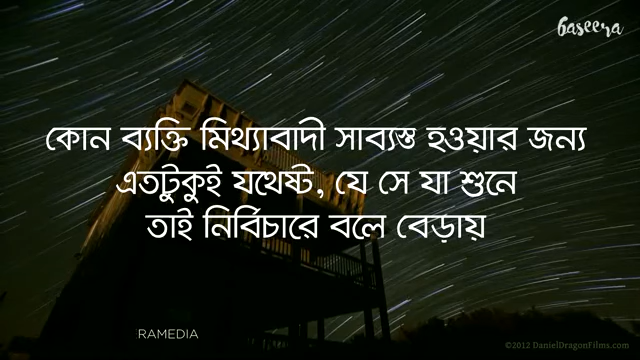 baseera
কোন ব্যক্তি মিথ্যাবাদী সাব্যস্ত হওয়ার জন্য
এতটুকুই যথেষ্ট, যে সে যা শুনে
তাই নির্বিচারে বলে বেড়ায়
RAMEDIA
©2012 DanielDragonFilms.com